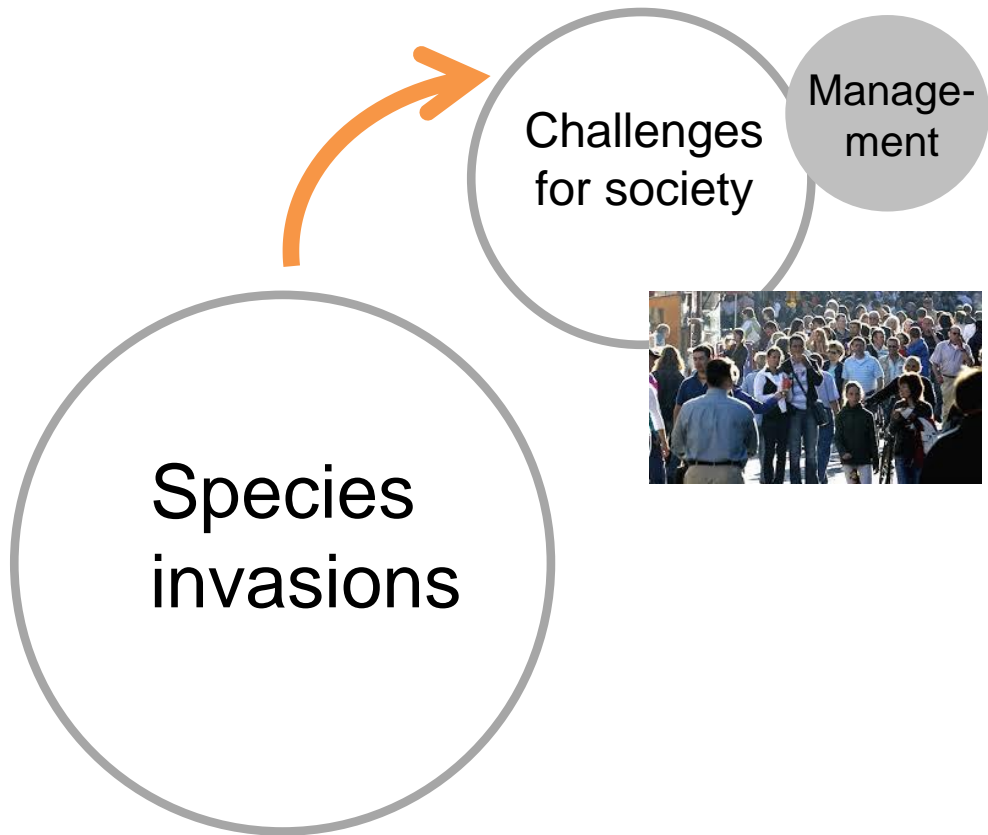 Manage-
ment
Challenges
for society
Species
invasions